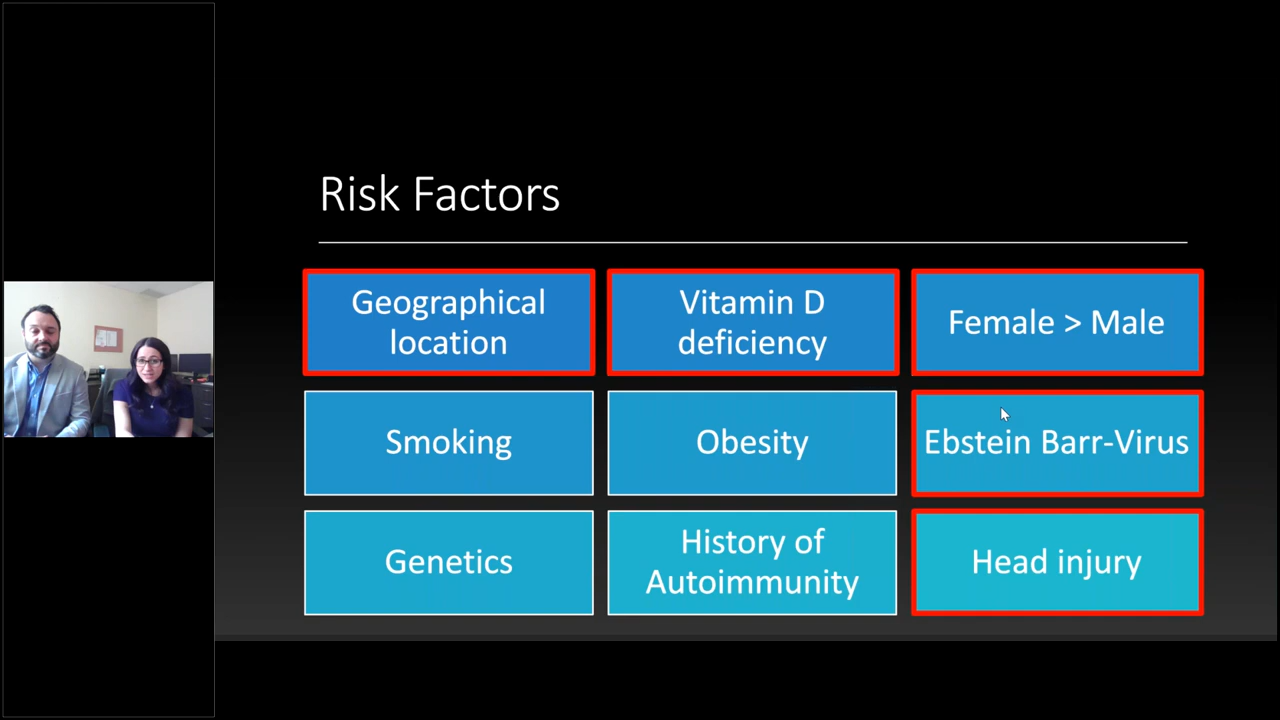 Risk Factors
Geographical
location
Vitamin D
deficiency
Female > Male
Smoking
Obesity
Ebstein Barr-Virus
Genetics
History of
Autoimmunity
Head injury